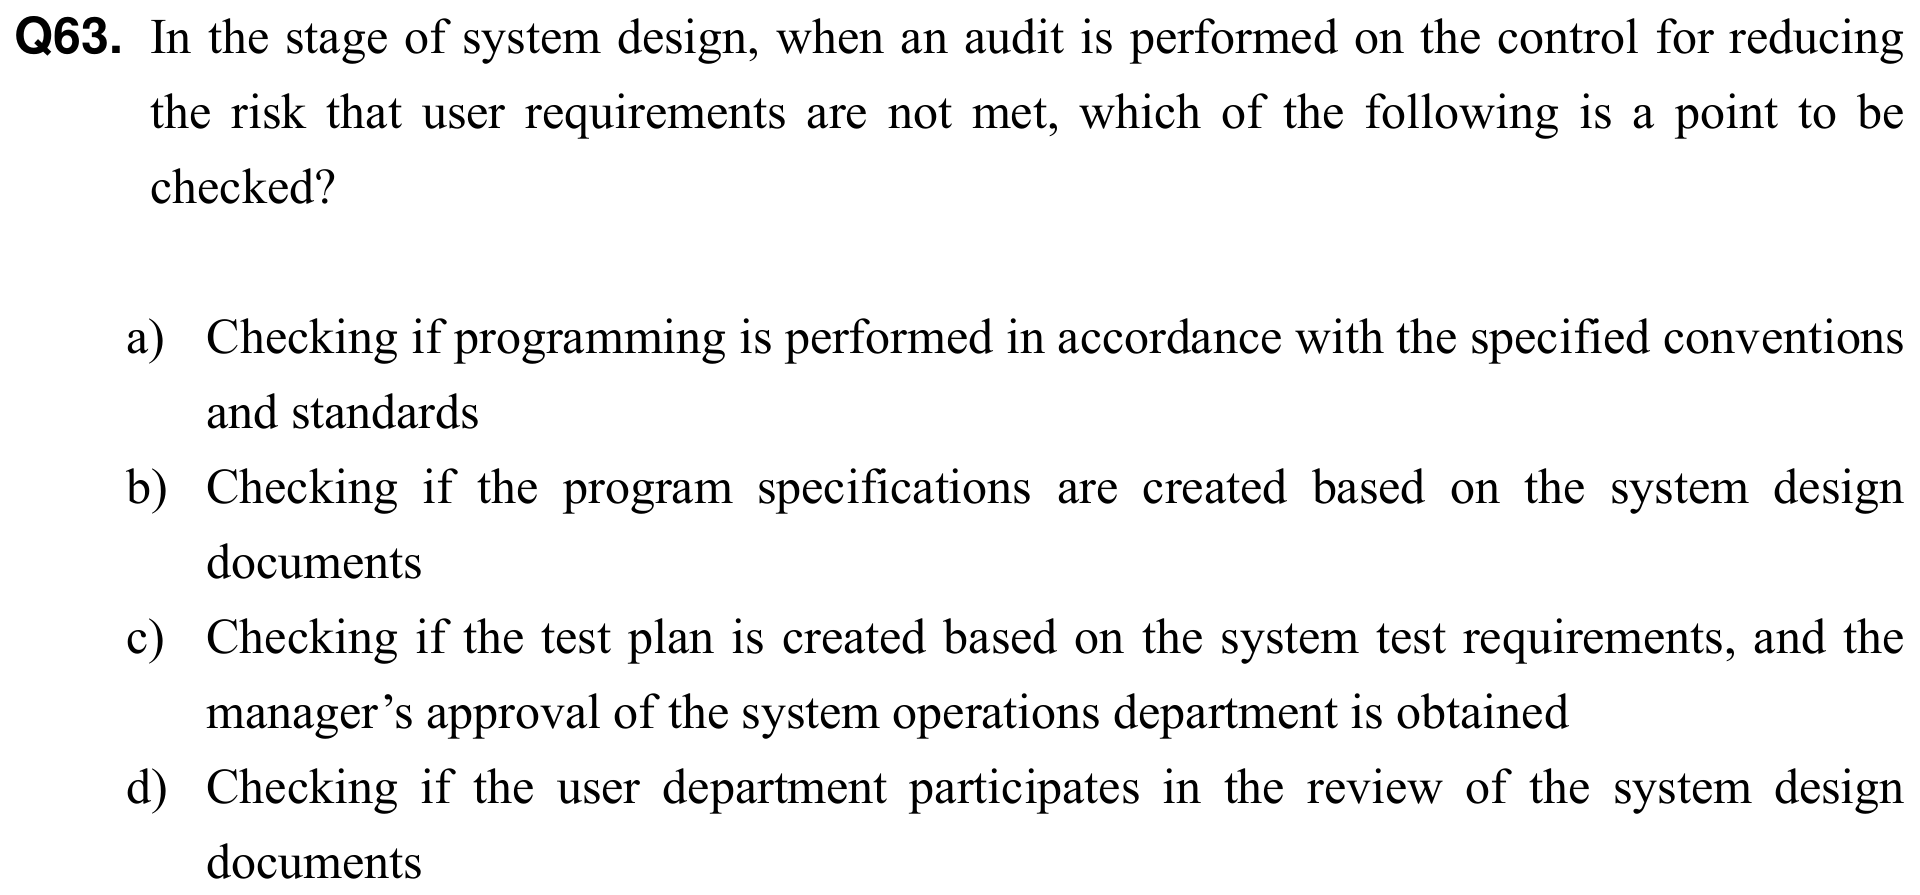 Q63. In the stage of system design, when an audit is performed on the control for reducing
the risk that user requirements are not met, which of the following is a point to be
checked?
a) Checking if programming is performed in accordance with the specified conventions
and standards
b) Checking if the program specifications are created based on the system design
documents
c) Checking if the test plan is created based on the system test requirements, and the
manager’s approval of the system operations department is obtained
d) Checking if the user department participates in the review of the system design
documents